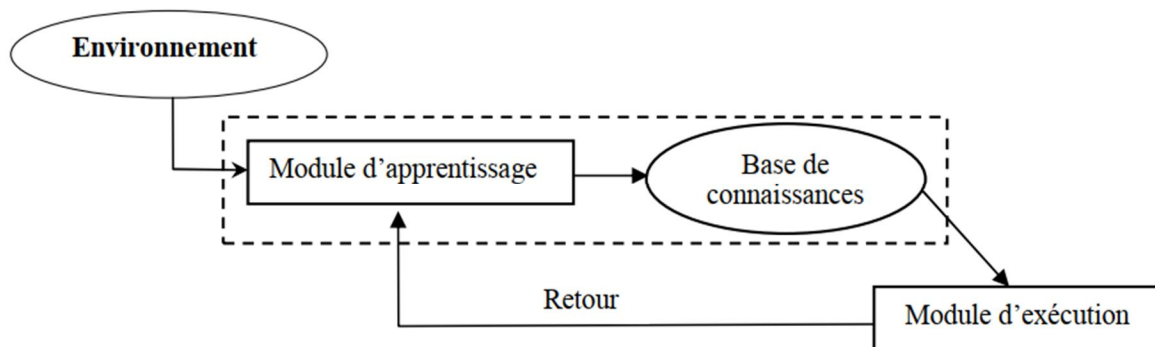 Environnement
Module d’apprentissage
Base de
connaissances
Retour
Module d’exécution